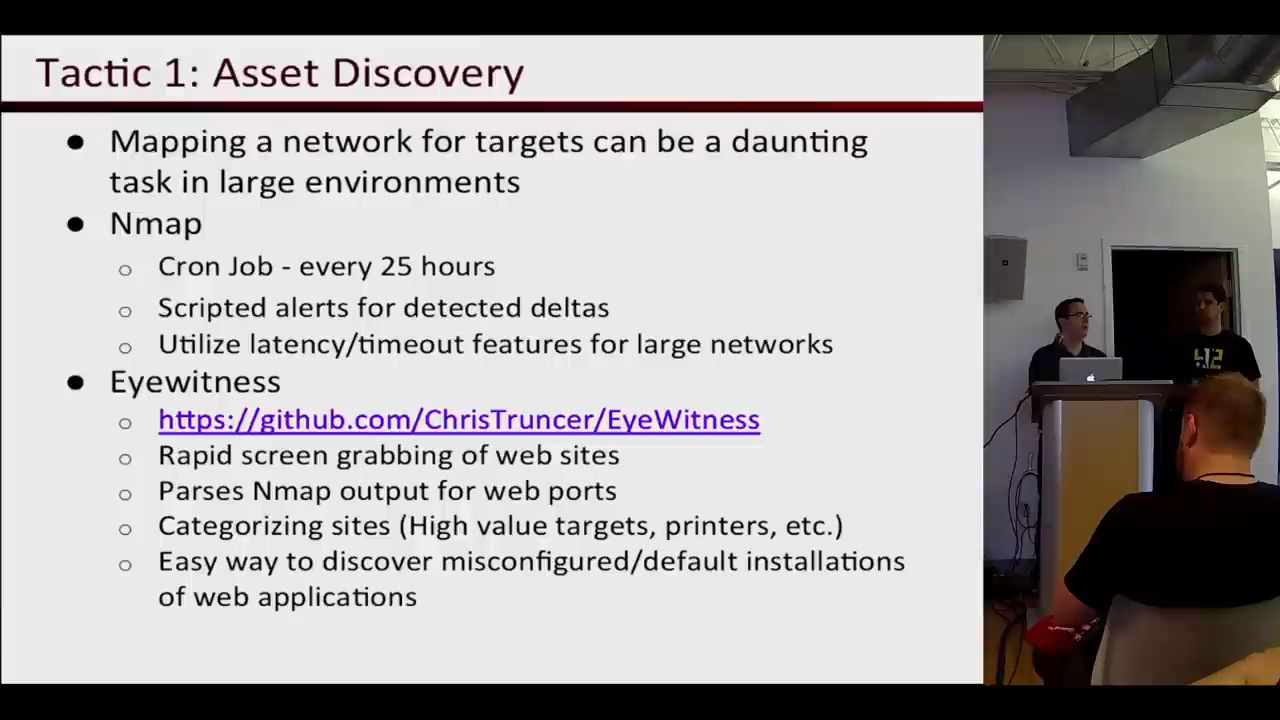 Tactic 1: Asset Discovery
● Mapping a network for targets can be a daunting
task in large environments
● Nmap
○ Cron Job - every 25 hours
○ Scripted alerts for detected deltas
○ Utilize latency/timeout features for large networks
● Eyewitness
○ https://github.com/ChrisTruncer/EyeWitness
○ Rapid screen grabbing of web sites
○ Parses Nmap output for web ports
○ Categorizing sites (High value targets, printers, etc.)
○ Easy way to discover misconfigured/default installations
of web applications